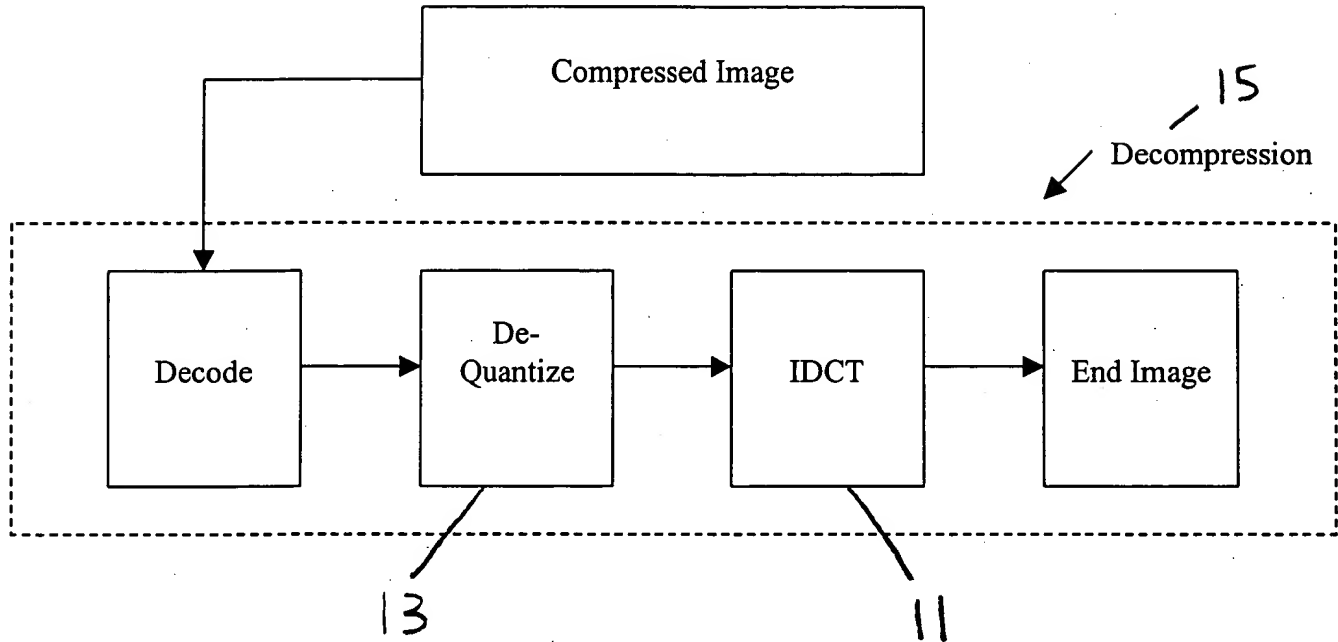 Compressed Image
15
Decompression
Decode
De-
Quantize
IDCT
End Image
13
11